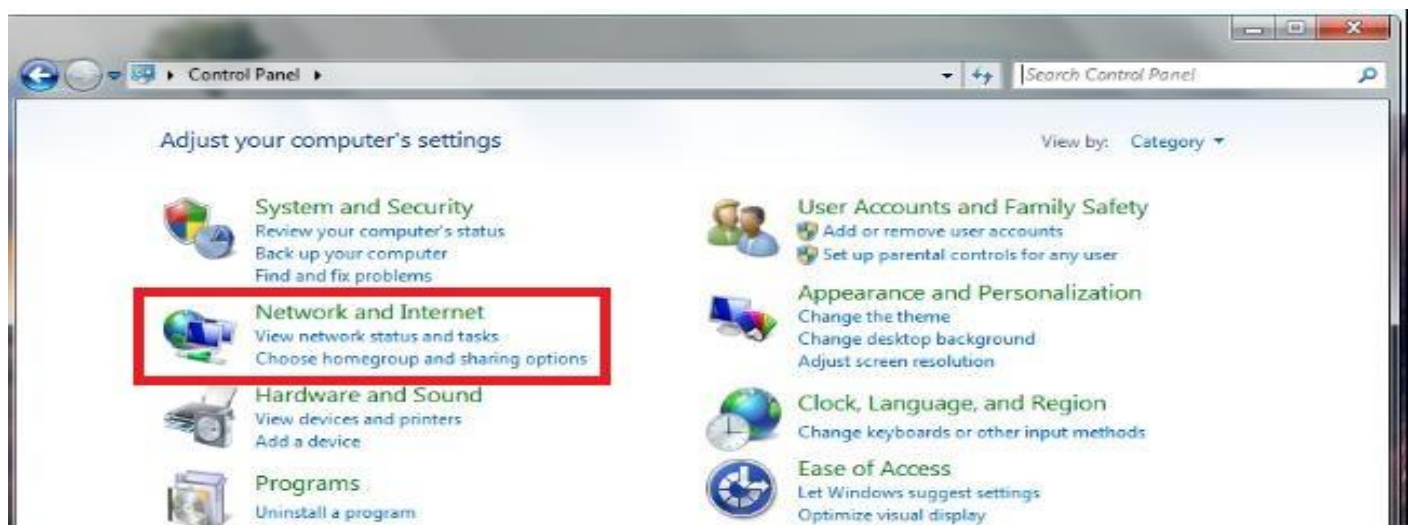 Control Panel
Search Control Panel
Adjust your computer's settings
View by: Category
System and Security
Review your computer's status
Back up your computer
Find and fix problems
Network and Internet
View network status and tasks
Choose homegroup and sharing options
Hardware and Sound
View devices and printers
Add a device
Programs
Uninstall a program
User Accounts and Family Safety
Add or remove user accounts
Set up parental controls for any user
Appearance and Personalization
Change the theme
Change desktop background
Adjust screen resolution
Clock, Language, and Region
Change keyboards or other input methods
Ease of Access
Let Windows suggest settings
Optimize visual display